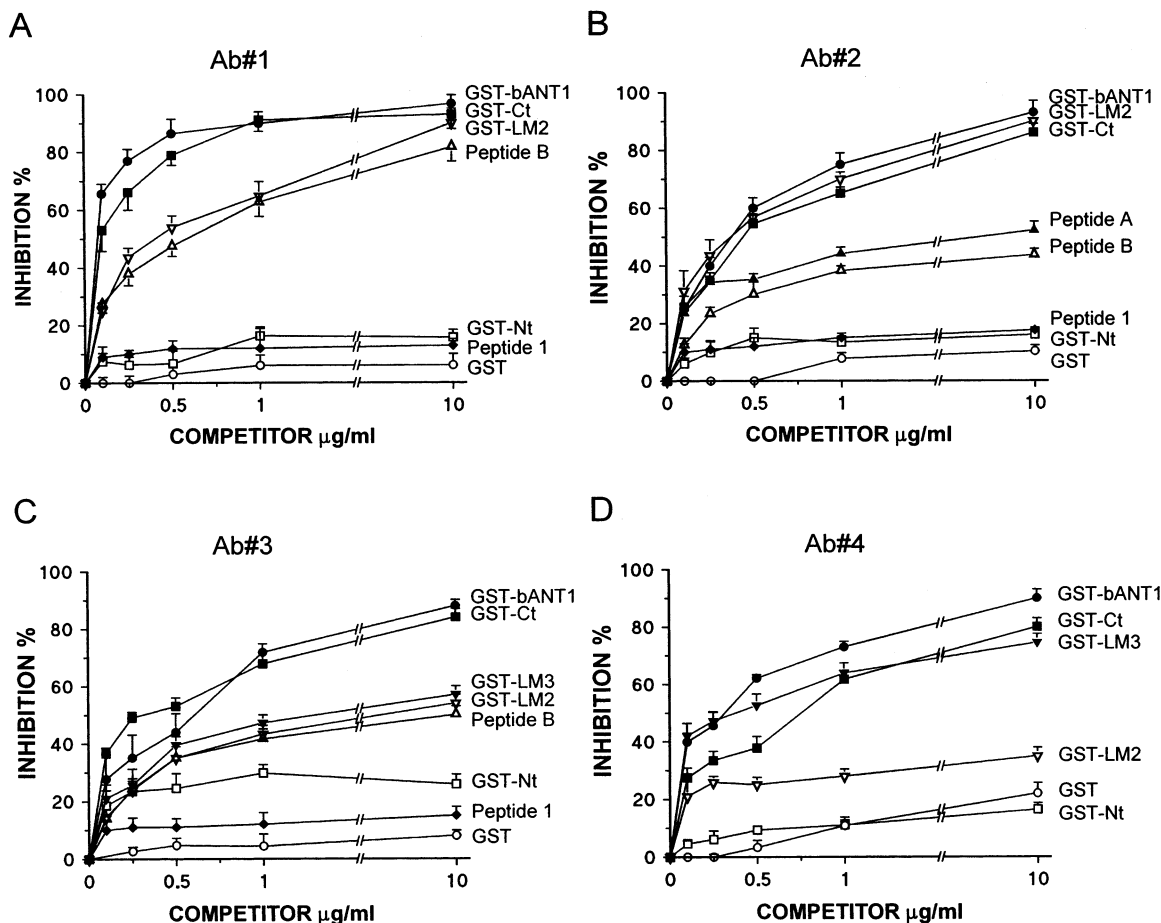 A
Ab#1
INHIBITION %
100
80
60
40
20
0
0
0.5
1
10
COMPETITOR µg/ml
GST-bANT1
GST-Ct
GST-LM2
Peptide B
GST-Nt
Peptide 1
GST
B
Ab#2
INHIBITION %
100
80
60
40
20
0
0
0.5
1
10
COMPETITOR µg/ml
GST-bANT1
GST-LM2
GST-Ct
Peptide A
Peptide B
Peptide 1
GST-Nt
GST
C
Ab#3
INHIBITION %
100
80
60
40
20
0
0
0.5
1
10
COMPETITOR µg/ml
GST-bANT1
GST-Ct
GST-LM3
GST-LM2
Peptide B
GST-Nt
Peptide 1
GST
D
Ab#4
INHIBITION %
100
80
60
40
20
0
0
0.5
1
10
COMPETITOR µg/ml
GST-bANT1
GST-Ct
GST-LM3
GST-LM2
GST
GST-Nt